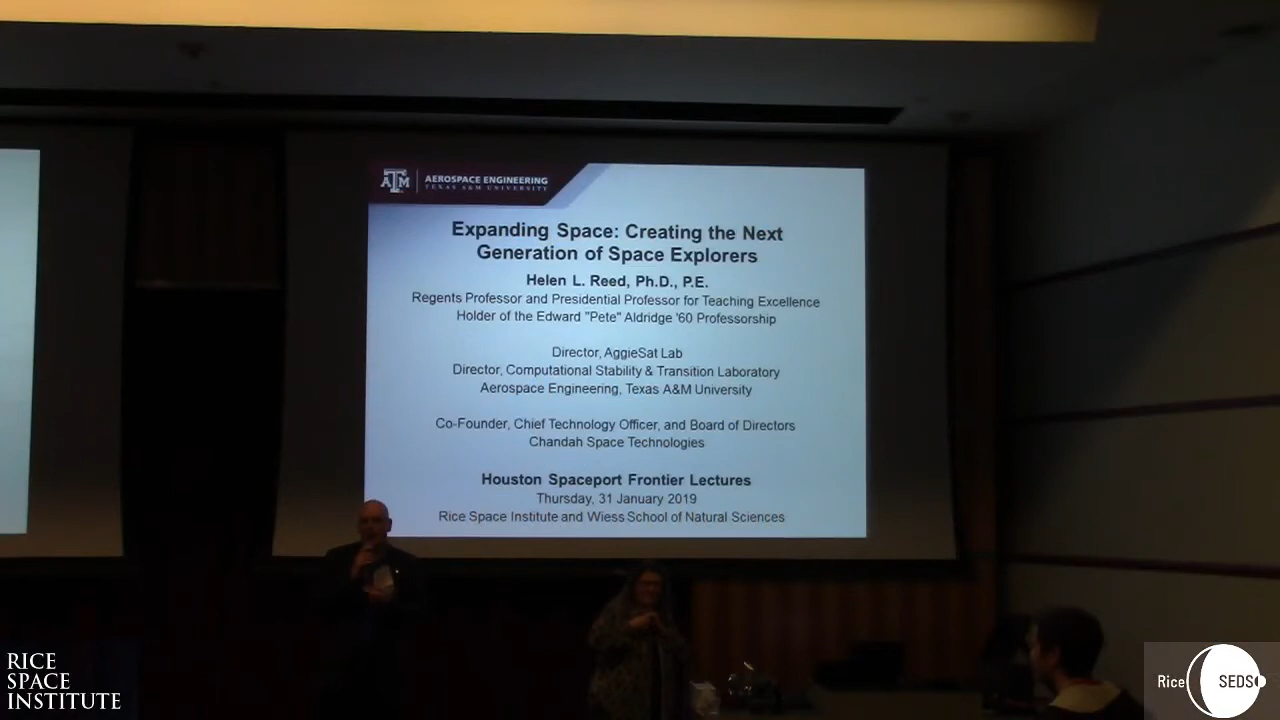 ATM
AEROSPACE ENGINEERING
TEXAS A&M UNIVERSITY
Expanding Space: Creating the Next
Generation of Space Explorers
Helen L. Reed, Ph.D., P.E.
Regents Professor and Presidential Professor for Teaching Excellence
Holder of the Edward "Pete" Aldridge '60 Professorship
Director, AggieSat Lab
Director, Computational Stability & Transition Laboratory
Aerospace Engineering, Texas A&M University
Co-Founder, Chief Technology Officer, and Board of Directors
Chandah Space Technologies
Houston Spaceport Frontier Lectures
Thursday, 31 January 2019
Rice Space Institute and Wiess School of Natural Sciences
RICE
SPACE
INSTITUTE
Rice SEDS